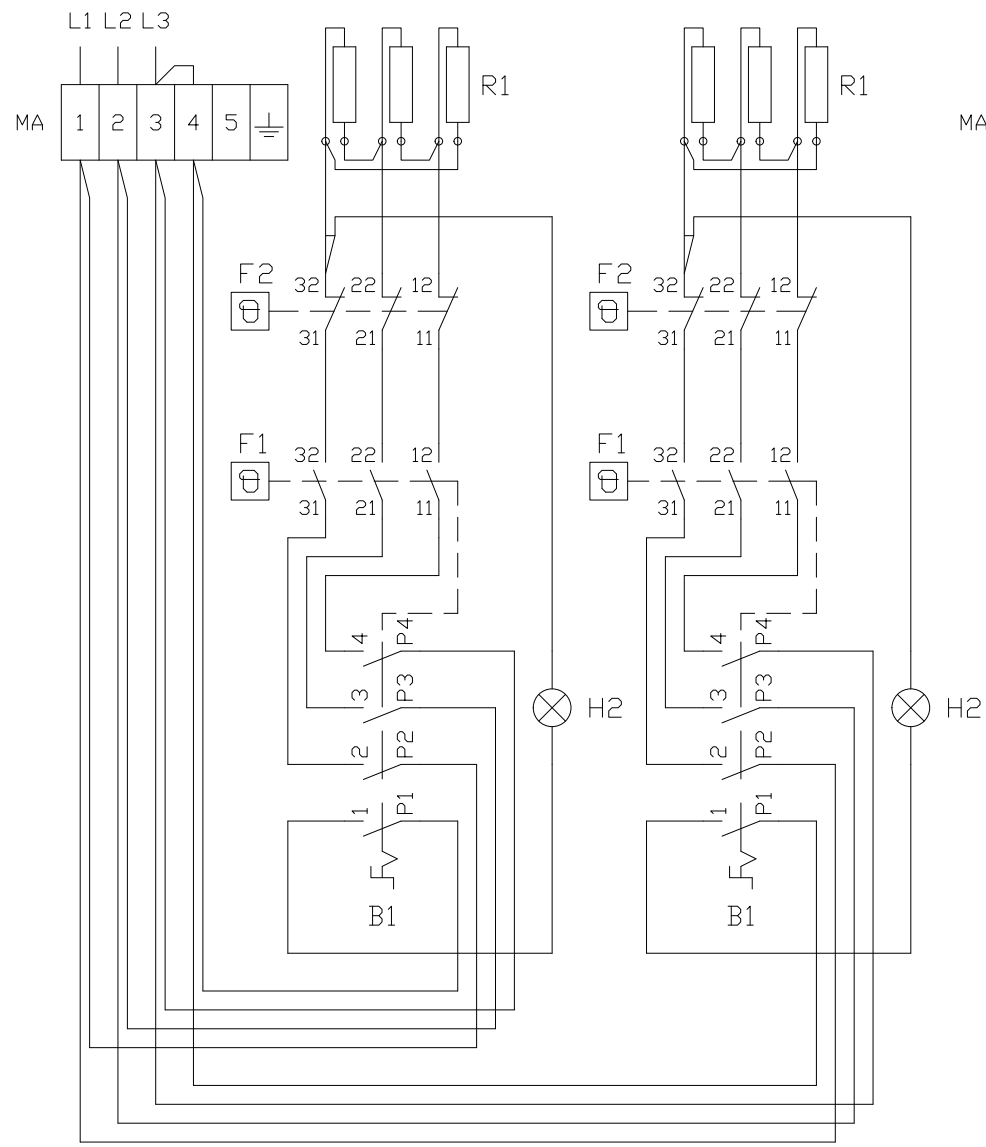 L1 L2 L3
R1 R1
MA 1 2 3 4 5 MA
F2 32 22 12 F2 32 22 12
31 21 11 31 21 11
F1 32 22 12 F1 32 22 12
31 21 11 31 21 11
4 P4 4 P4
3 P3 H2 3 P3 H2
2 P2 2 P2
1 P1 1 P1
B1 B1